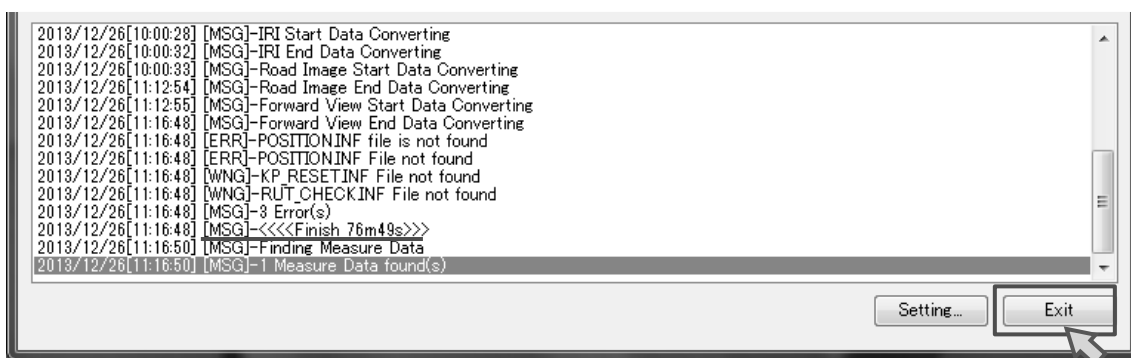 2013/12/26[10:00:28] [MSG]-IRI Start Data Converting
2013/12/26[10:00:32] [MSG]-IRI End Data Converting
2013/12/26[10:00:33] [MSG]-Road Image Start Data Converting
2013/12/26[11:12:54] [MSG]-Road Image End Data Converting
2013/12/26[11:12:55] [MSG]-Forward View Start Data Converting
2013/12/26[11:16:48] [MSG]-Forward View End Data Converting
2013/12/26[11:16:48] [ERR]-POSITION.INF file is not found
2013/12/26[11:16:48] [ERR]-POSITION.INF File not found
2013/12/26[11:16:48] [WNG]-KP_RESET.INF File not found
2013/12/26[11:16:48] [WNG]-RUT_CHECK.INF File not found
2013/12/26[11:16:48] [MSG]-3 Error(s)
2013/12/26[11:16:48] [MSG]-<<<<Finish 76m49s>>>
2013/12/26[11:16:50] [MSG]-Finding Measure Data
2013/12/26[11:16:50] [MSG]-1 Measure Data found(s)
Setting... Exit